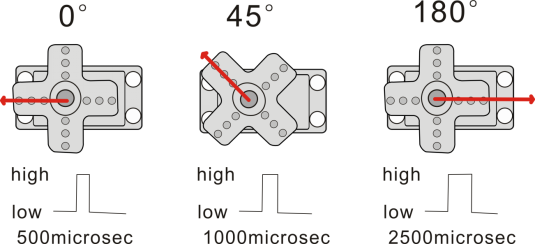 0° 45° 180°
high high high
low low low
500microsec 1000microsec 2500microsec